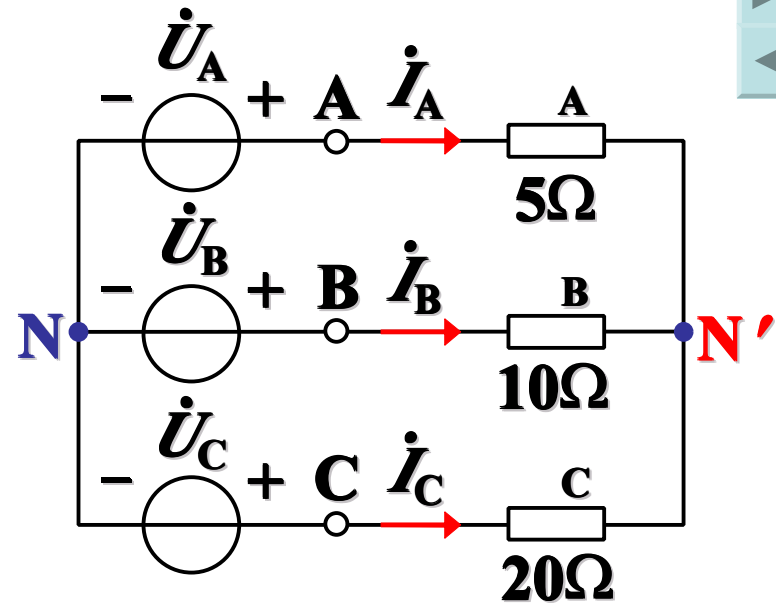 U̇A
− + A İA A
5Ω
U̇B
− + B İB B
N N′
10Ω
U̇C
− + C İC C
20Ω